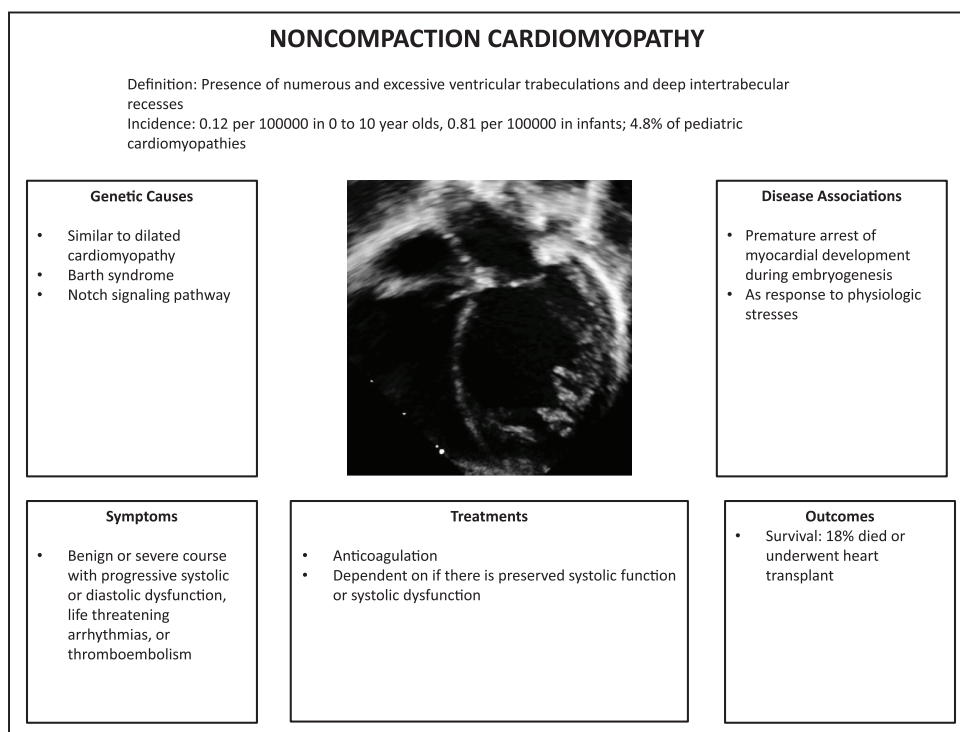 NONCOMPACTION CARDIOMYOPATHY
Definition: Presence of numerous and excessive ventricular trabeculations and deep intertrabecular
recesses
Incidence: 0.12 per 100000 in 0 to 10 year olds, 0.81 per 100000 in infants; 4.8% of pediatric
cardiomyopathies
Genetic Causes
• Similar to dilated
cardiomyopathy
• Barth syndrome
• Notch signaling pathway
Disease Associations
• Premature arrest of
myocardial development
during embryogenesis
• As response to physiologic
stresses
Symptoms
• Benign or severe course
with progressive systolic
or diastolic dysfunction,
life threatening
arrhythmias, or
thromboembolism
Treatments
• Anticoagulation
• Dependent on if there is preserved systolic function
or systolic dysfunction
Outcomes
• Survival: 18% died or
underwent heart
transplant